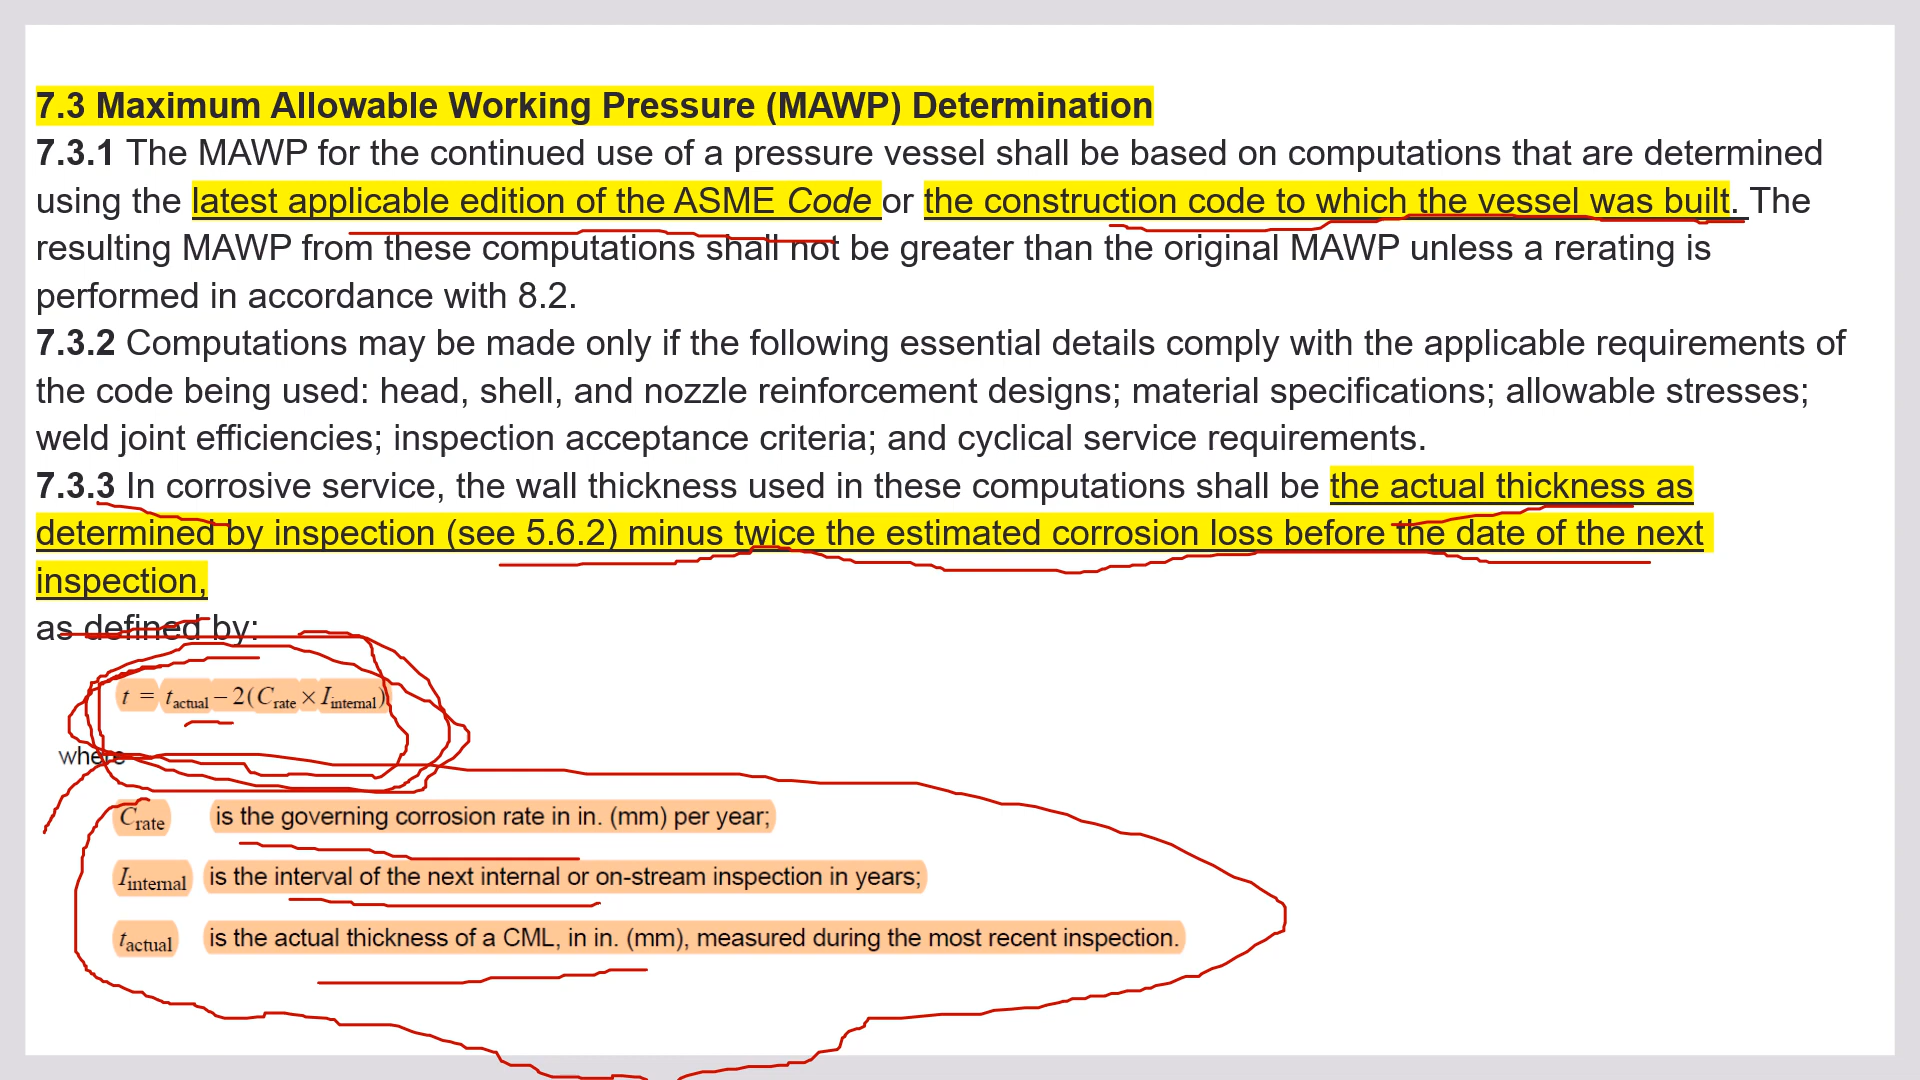 7.3 Maximum Allowable Working Pressure (MAWP) Determination
7.3.1 The MAWP for the continued use of a pressure vessel shall be based on computations that are determined
using the latest applicable edition of the ASME Code or the construction code to which the vessel was built. The
resulting MAWP from these computations shall not be greater than the original MAWP unless a rerating is
performed in accordance with 8.2.
7.3.2 Computations may be made only if the following essential details comply with the applicable requirements of
the code being used: head, shell, and nozzle reinforcement designs; material specifications; allowable stresses;
weld joint efficiencies; inspection acceptance criteria; and cyclical service requirements.
7.3.3 In corrosive service, the wall thickness used in these computations shall be the actual thickness as
determined by inspection (see 5.6.2) minus twice the estimated corrosion loss before the date of the next
inspection,
as defined by:
t = tactual – 2(Crate × Iinternal)
where
Crate is the governing corrosion rate in in. (mm) per year;
Iinternal is the interval of the next internal or on-stream inspection in years;
tactual is the actual thickness of a CML, in in. (mm), measured during the most recent inspection.